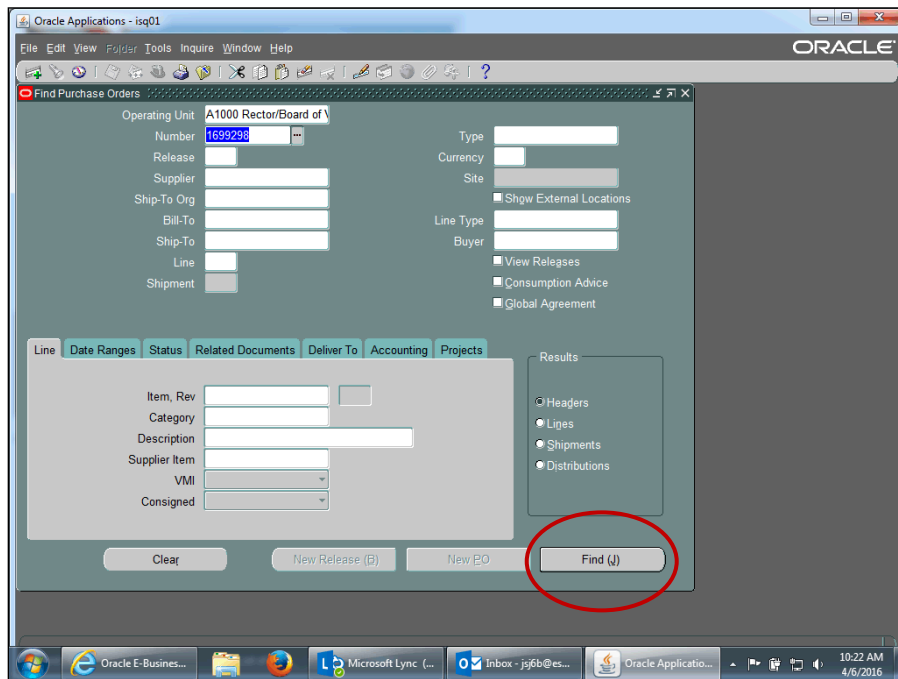 Oracle Applications - isq01
File Edit View Folder Tools Inquire Window Help
ORACLE
Find Purchase Orders
Operating Unit A1000 Rector/Board of V
Number 1699298 ... Type
Release Currency
Supplier Site
Ship-To Org Show External Locations
Bill-To Line Type
Ship-To Buyer
Line View Releases
Shipment Consumption Advice
Global Agreement
Line Date Ranges Status Related Documents Deliver To Accounting Projects
Results
Item, Rev
Headers
Category
Lines
Description
Shipments
Supplier Item
Distributions
VMI
Consigned
Clear New Release (B) New PO Find (J)
Oracle E-Busines... Microsoft Lync (... Inbox - jsj6b@es... Oracle Applicatio... 10:22 AM
4/6/2016